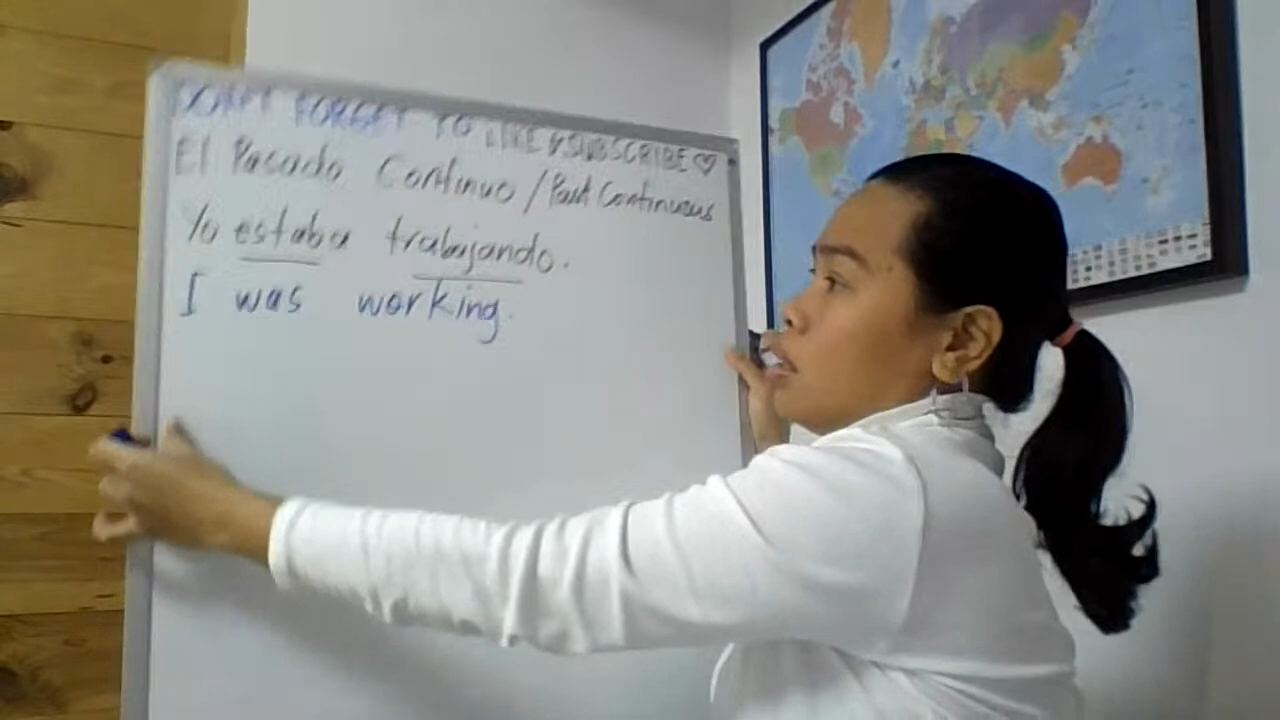 DON'T FORGET TO LIKE & SUBSCRIBE ♡
El Pasado Continuo / Past Continuous
Yo estaba trabajando.
I was working.